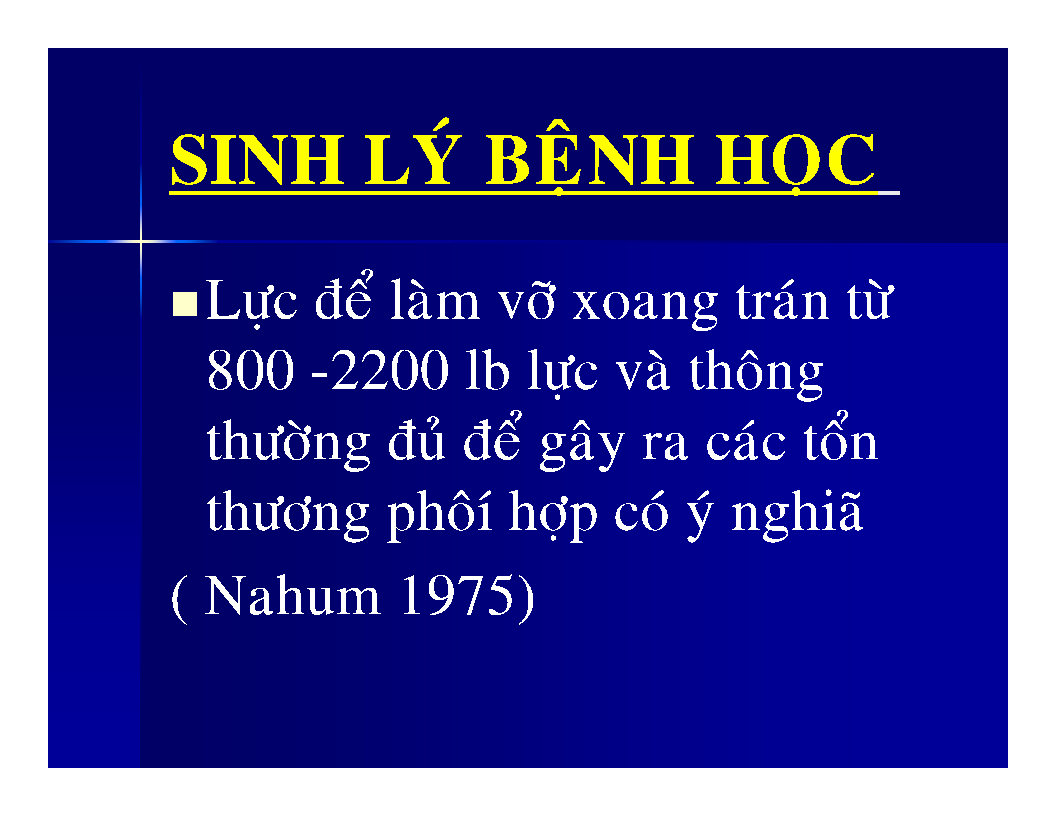 SINH LÝ BỆNH HỌC
Lực để làm vỡ xoang trán từ
800 -2200 lb lực và thông
thường đủ để gây ra các tổn
thương phôí hợp có ý nghiã
( Nahum 1975)